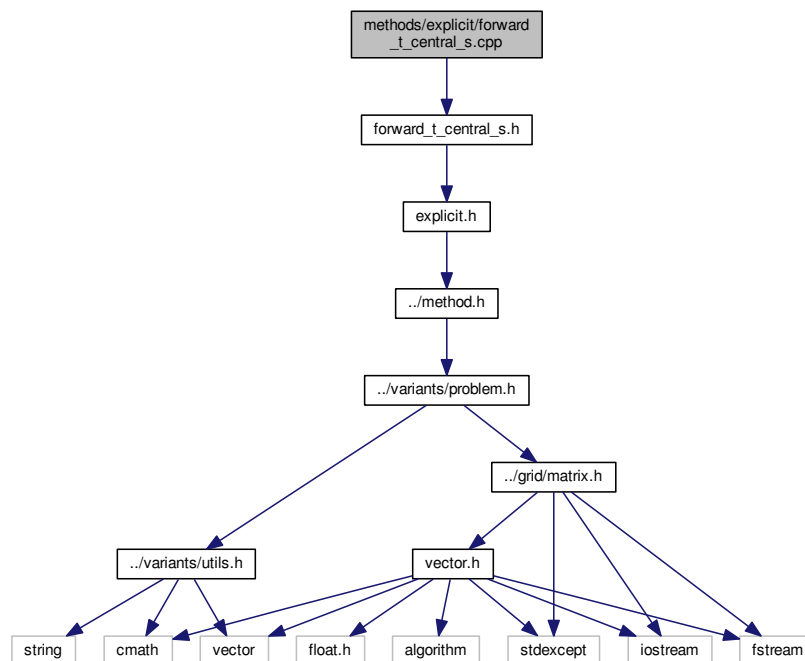 methods/explicit/forward
_t_central_s.cpp
forward_t_central_s.h
explicit.h
../method.h
../variants/problem.h
../grid/matrix.h
../variants/utils.h
vector.h
string
cmath
vector
float.h
algorithm
stdexcept
iostream
fstream